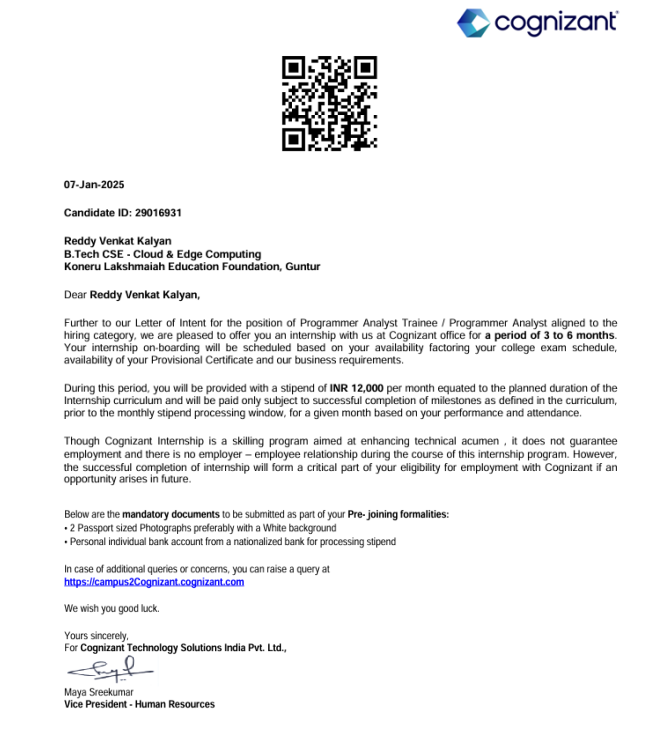 cognizant
07-Jan-2025
Candidate ID: 29016931
Reddy Venkat Kalyan
B.Tech CSE - Cloud & Edge Computing
Koneru Lakshmaiah Education Foundation, Guntur
Dear Reddy Venkat Kalyan,
Further to our Letter of Intent for the position of Programmer Analyst Trainee / Programmer Analyst aligned to the
hiring category, we are pleased to offer you an internship with us at Cognizant office for a period of 3 to 6 months.
Your internship on-boarding will be scheduled based on your availability factoring your college exam schedule,
availability of your Provisional Certificate and our business requirements.
During this period, you will be provided with a stipend of INR 12,000 per month equated to the planned duration of the
Internship curriculum and will be paid only subject to successful completion of milestones as defined in the curriculum,
prior to the monthly stipend processing window, for a given month based on your performance and attendance.
Though Cognizant Internship is a skilling program aimed at enhancing technical acumen , it does not guarantee
employment and there is no employer – employee relationship during the course of this internship program. However,
the successful completion of internship will form a critical part of your eligibility for employment with Cognizant if an
opportunity arises in future.
Below are the mandatory documents to be submitted as part of your Pre- joining formalities:
• 2 Passport sized Photographs preferably with a White background
• Personal individual bank account from a nationalized bank for processing stipend
In case of additional queries or concerns, you can raise a query at
https://campus2Cognizant.cognizant.com
We wish you good luck.
Yours sincerely,
For Cognizant Technology Solutions India Pvt. Ltd.,
Maya Sreekumar
Vice President - Human Resources